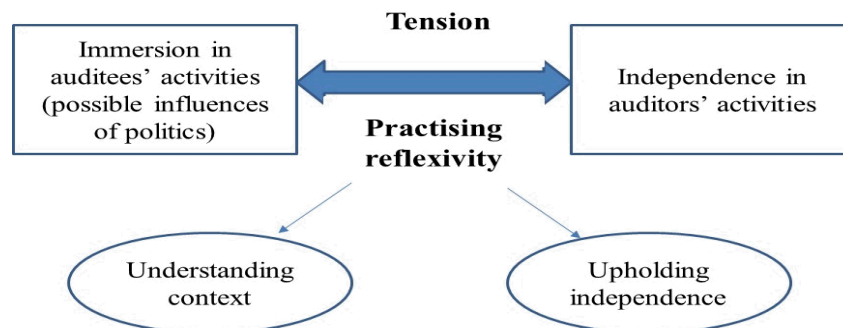 Tension
Immersion in
auditees’ activities
(possible influences
of politics)
Independence in
auditors’ activities
Practising
reflexivity
Understanding
context
Upholding
independence